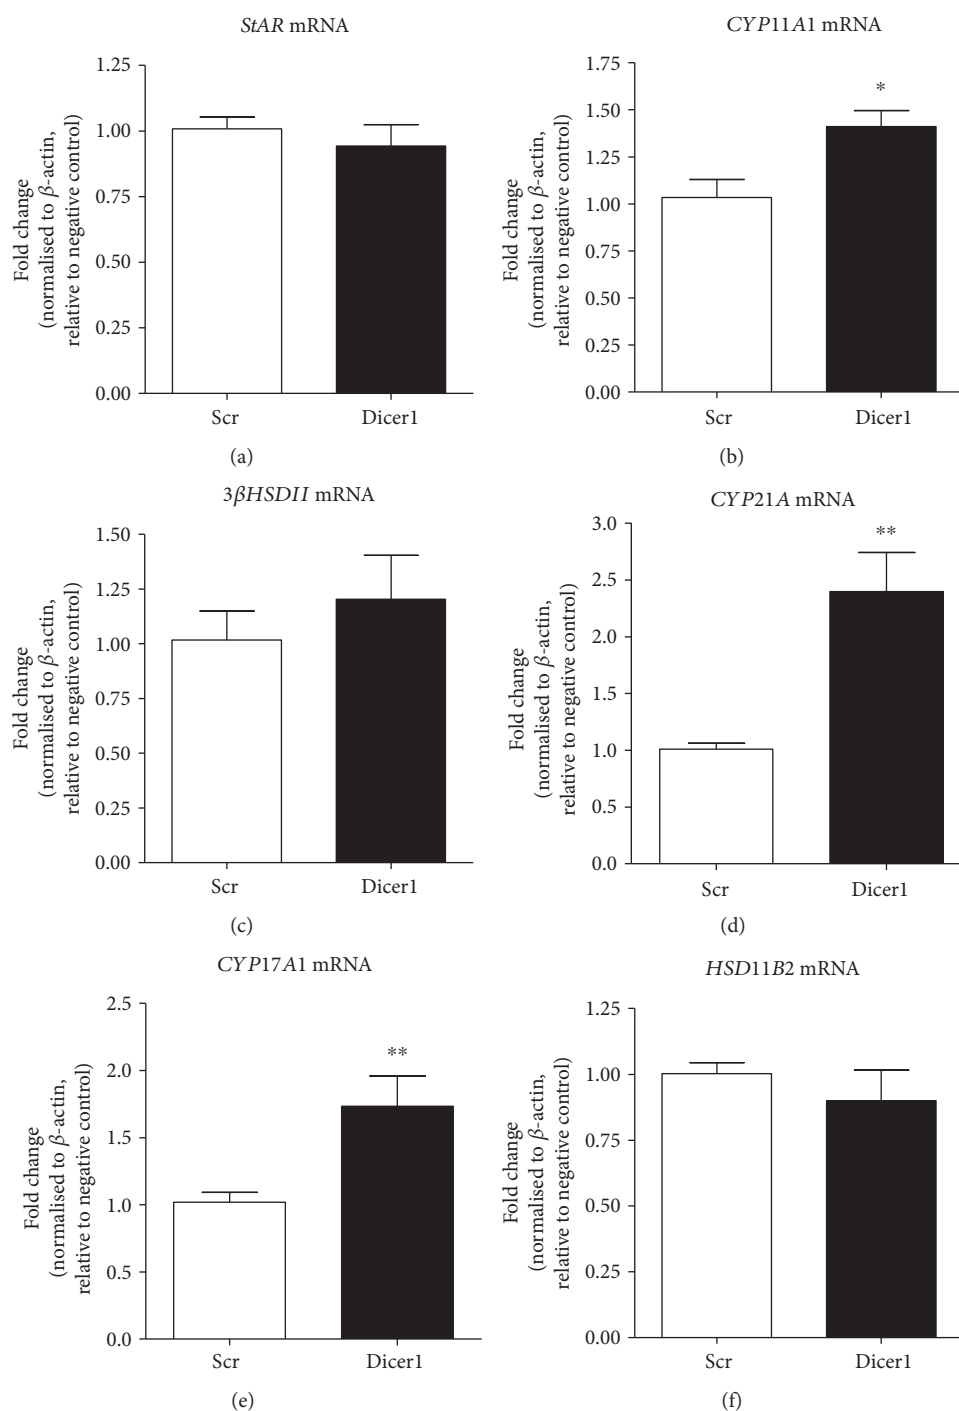 StAR mRNA
Fold change
(normalised to β-actin,
relative to negative control)
1.25
1.00
0.75
0.50
0.25
0.00
Scr Dicer1
(a)
CYP11A1 mRNA
Fold change
(normalised to β-actin,
relative to negative control)
1.75
1.50
1.25
1.00
0.75
0.50
0.25
0.00
*
Scr Dicer1
(b)
3βHSDII mRNA
Fold change
(normalised to β-actin,
relative to negative control)
1.50
1.25
1.00
0.75
0.50
0.25
0.00
Scr Dicer1
(c)
CYP21A mRNA
Fold change
(normalised to β-actin,
relative to negative control)
3.0
2.5
2.0
1.5
1.0
0.5
0.0
**
Scr Dicer1
(d)
CYP17A1 mRNA
Fold change
(normalised to β-actin,
relative to negative control)
2.5
2.0
1.5
1.0
0.5
0.0
**
Scr Dicer1
(e)
HSD11B2 mRNA
Fold change
(normalised to β-actin,
relative to negative control)
1.25
1.00
0.75
0.50
0.25
0.00
Scr Dicer1
(f)